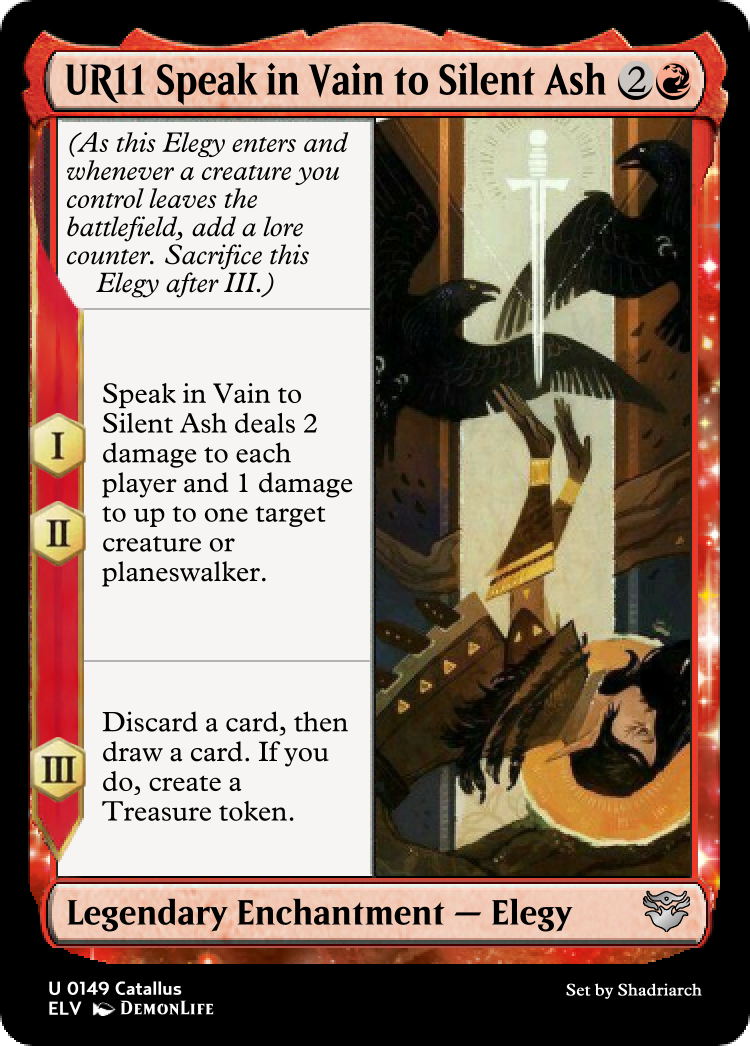 UR11 Speak in Vain to Silent Ash 2
(As this Elegy enters and
whenever a creature you
control leaves the
battlefield, add a lore
counter. Sacrifice this
Elegy after III.)
I
II
Speak in Vain to
Silent Ash deals 2
damage to each
player and 1 damage
to up to one target
creature or
planeswalker.
III
Discard a card, then
draw a card. If you
do, create a
Treasure token.
Legendary Enchantment — Elegy
U 0149 Catallus
ELV DEMONLIFE
Set by Shadriarch